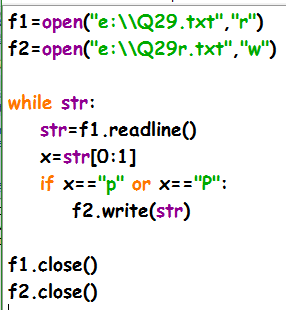 f1=open("e:\\Q29.txt","r")
f2=open("e:\\Q29r.txt","w")
while str:
    str=f1.readline()
    x=str[0:1]
    if x=="p" or x=="P":
        f2.write(str)
f1.close()
f2.close()